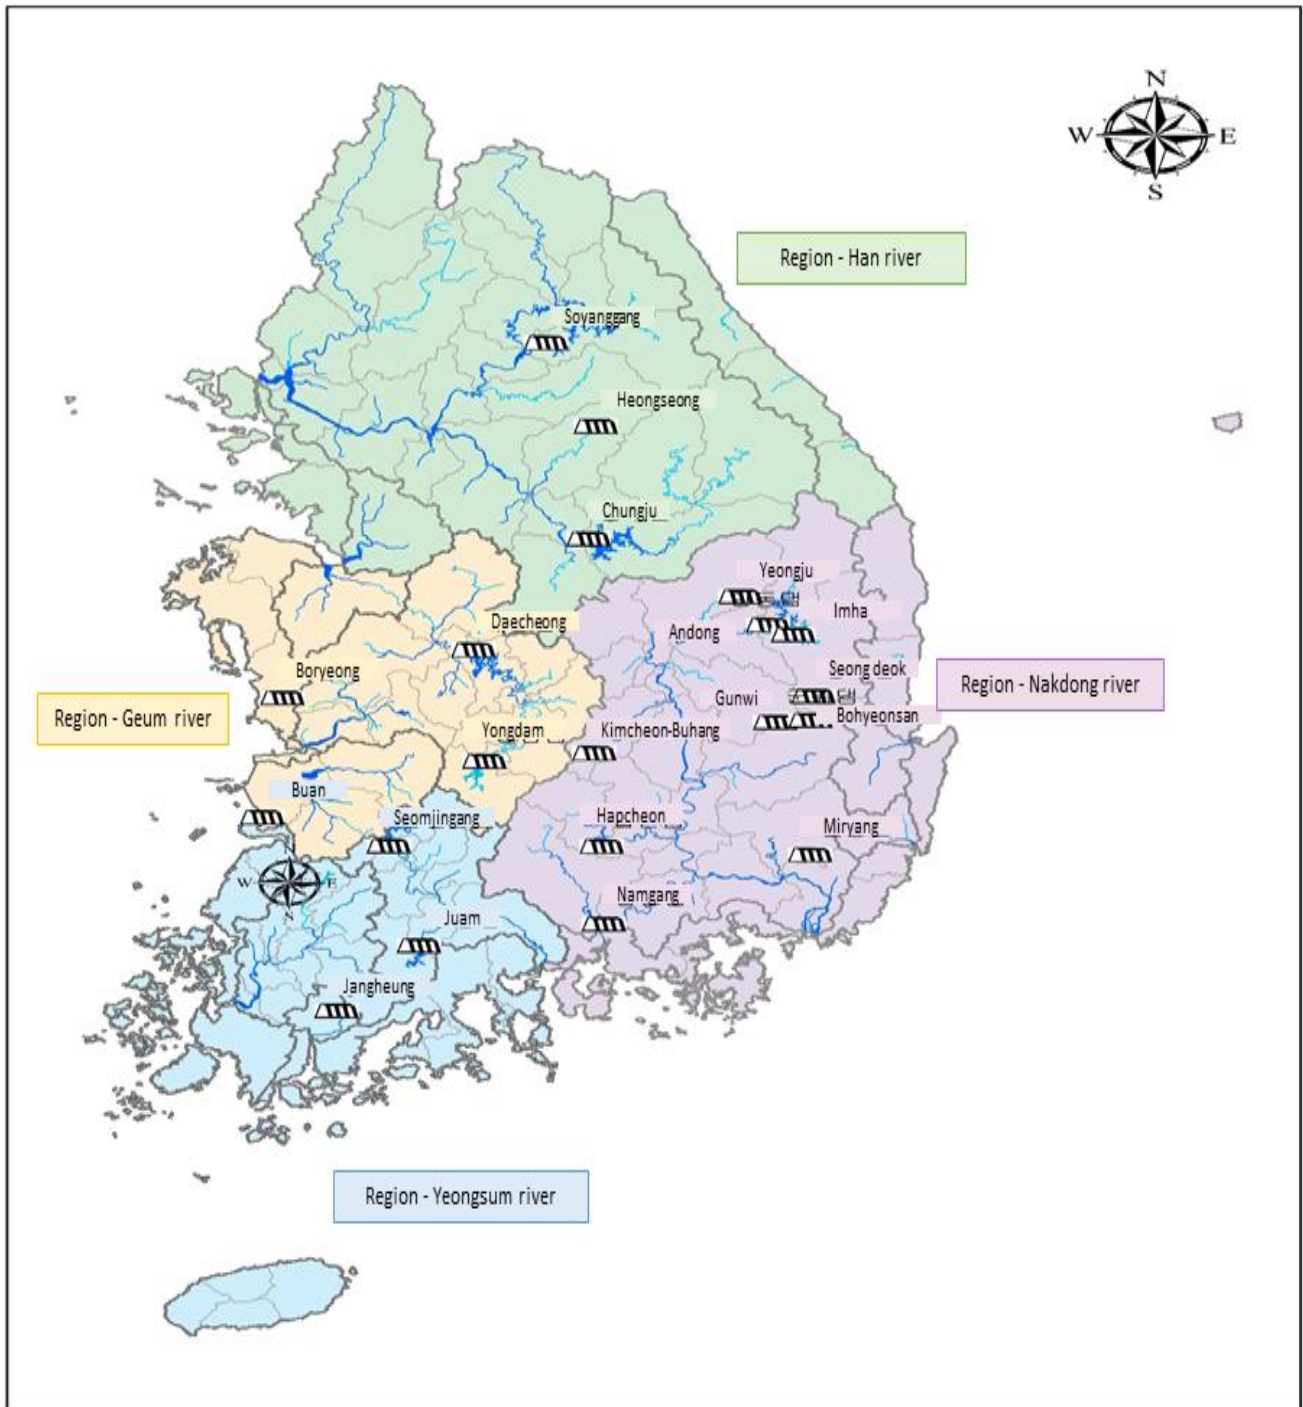 N
W
E
S
Region - Han river
Soyanggang
Heongseong
Chungju
Yeongju
댐
Imha
Daecheong
Andong
Boryeong
Seong deok
Region - Nakdong river
Gunwi
Region - Geum river
Bohyeonsan
Yongdam
Kimcheon-Buhang
Buan
Seomjingang
Hapcheon
Miryang
W
E
N
Namgang
Juam
Jangheung
Region - Yeongsum river